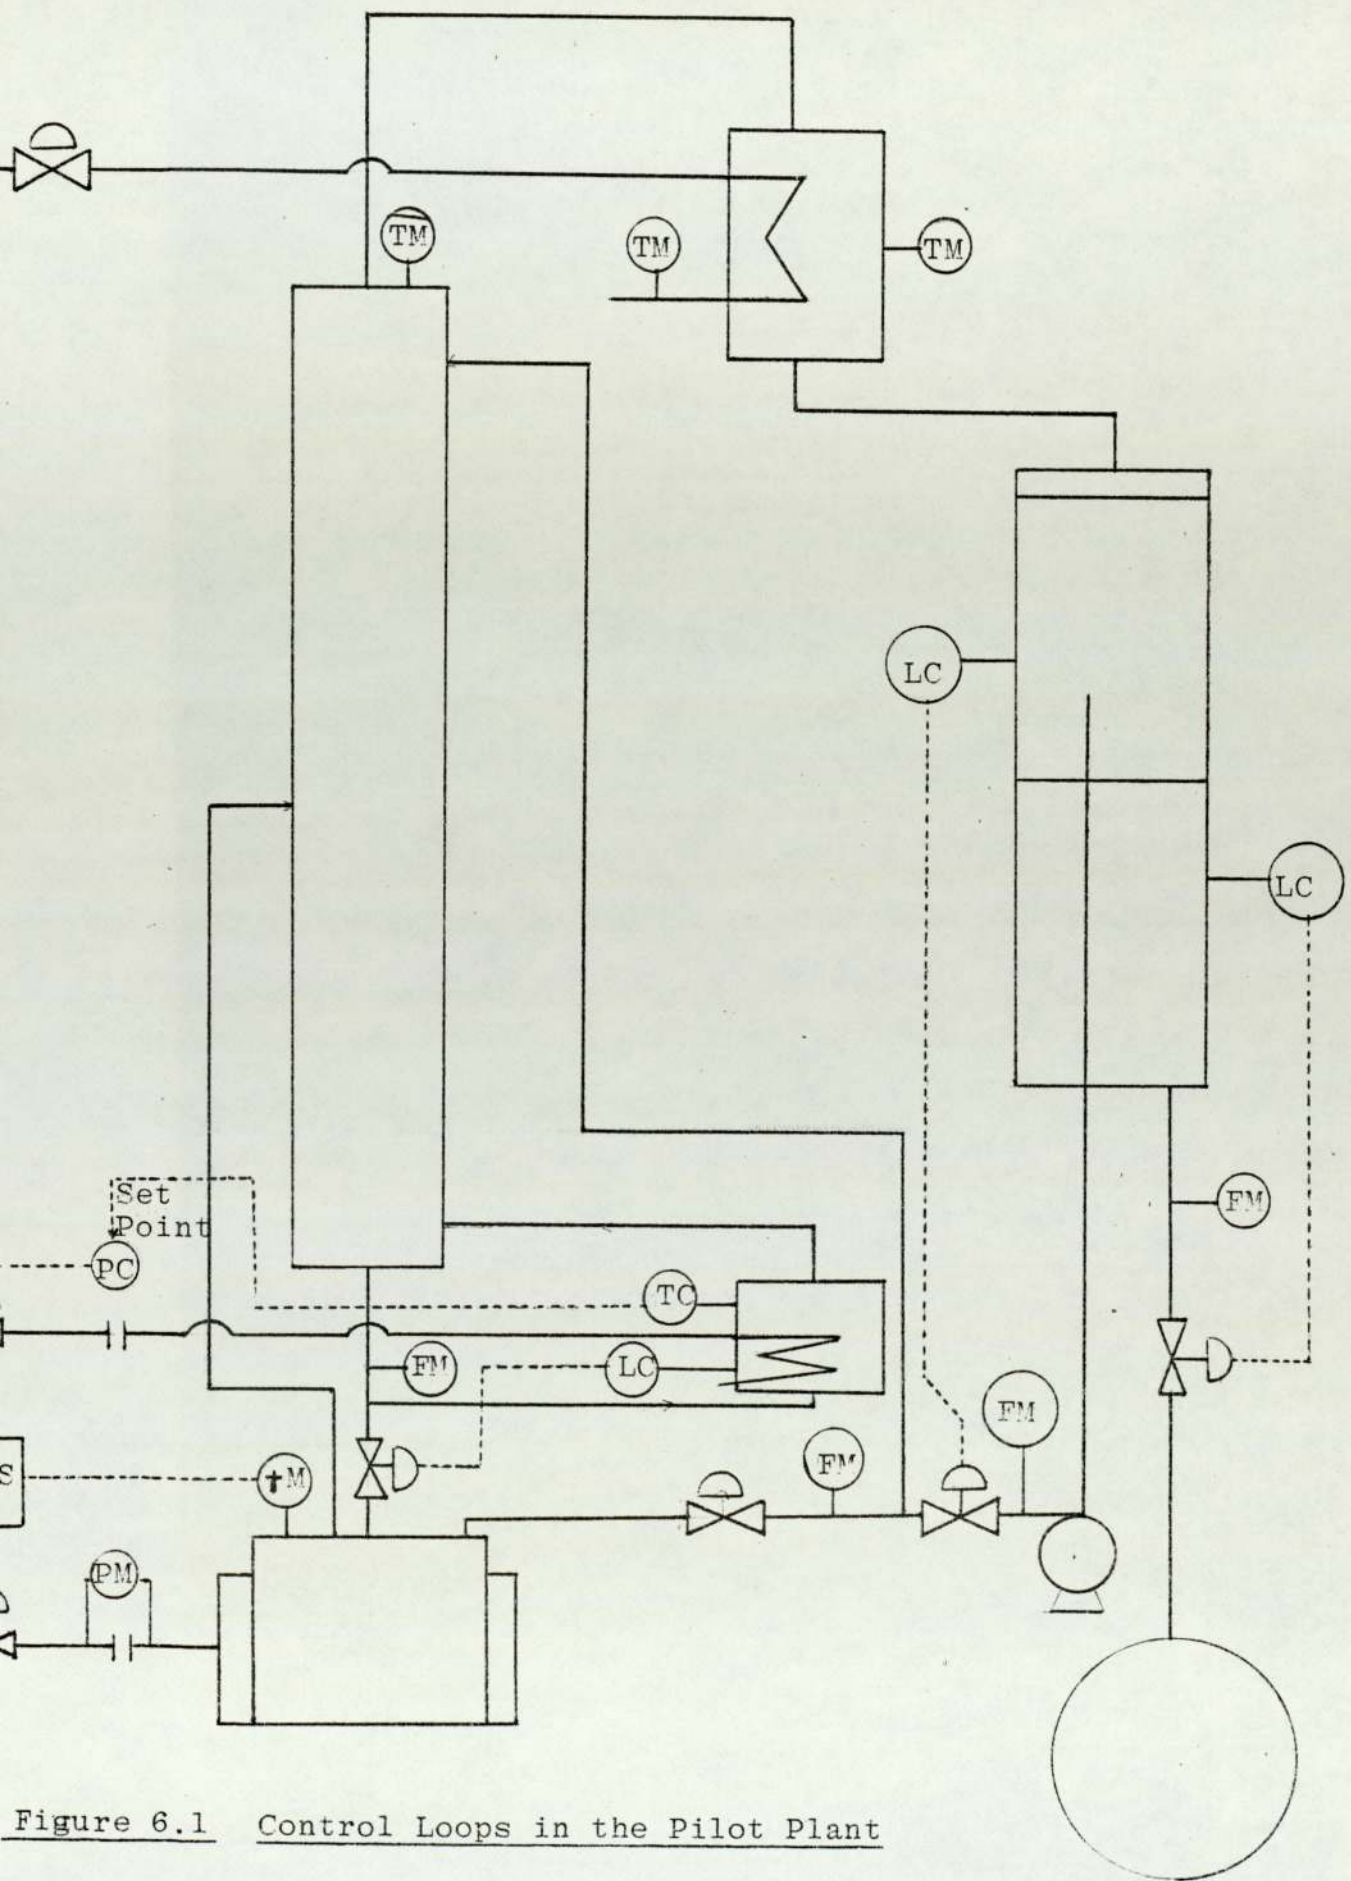 TM
TM
TM
LC
LC
Set
Point
FM
PC
TC
FM
LC
FM
FM
S
TM
PM
Figure 6.1 Control Loops in the Pilot Plant